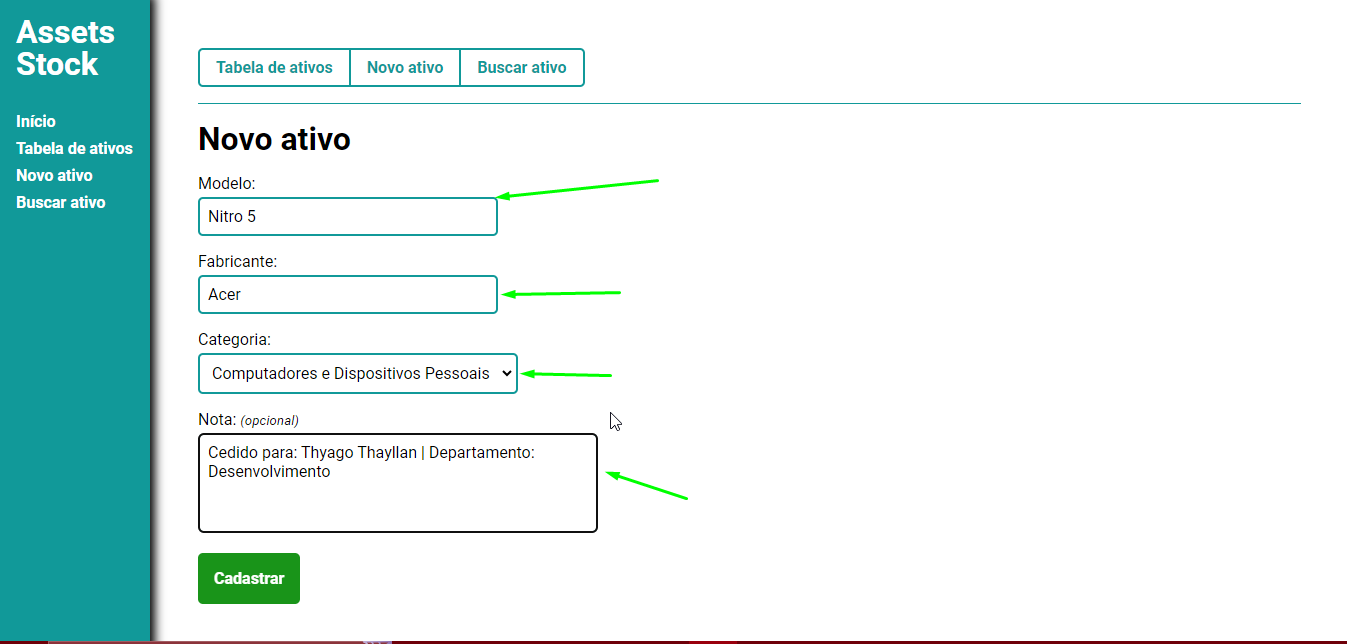 Assets
Stock
Início
Tabela de ativos
Novo ativo
Buscar ativo
Tabela de ativos Novo ativo Buscar ativo
Novo ativo
Modelo:
Nitro 5
Fabricante:
Acer
Categoria:
Computadores e Dispositivos Pessoais
Nota: (opcional)
Cedido para: Thyago Thayllan | Departamento:
Desenvolvimento
Cadastrar